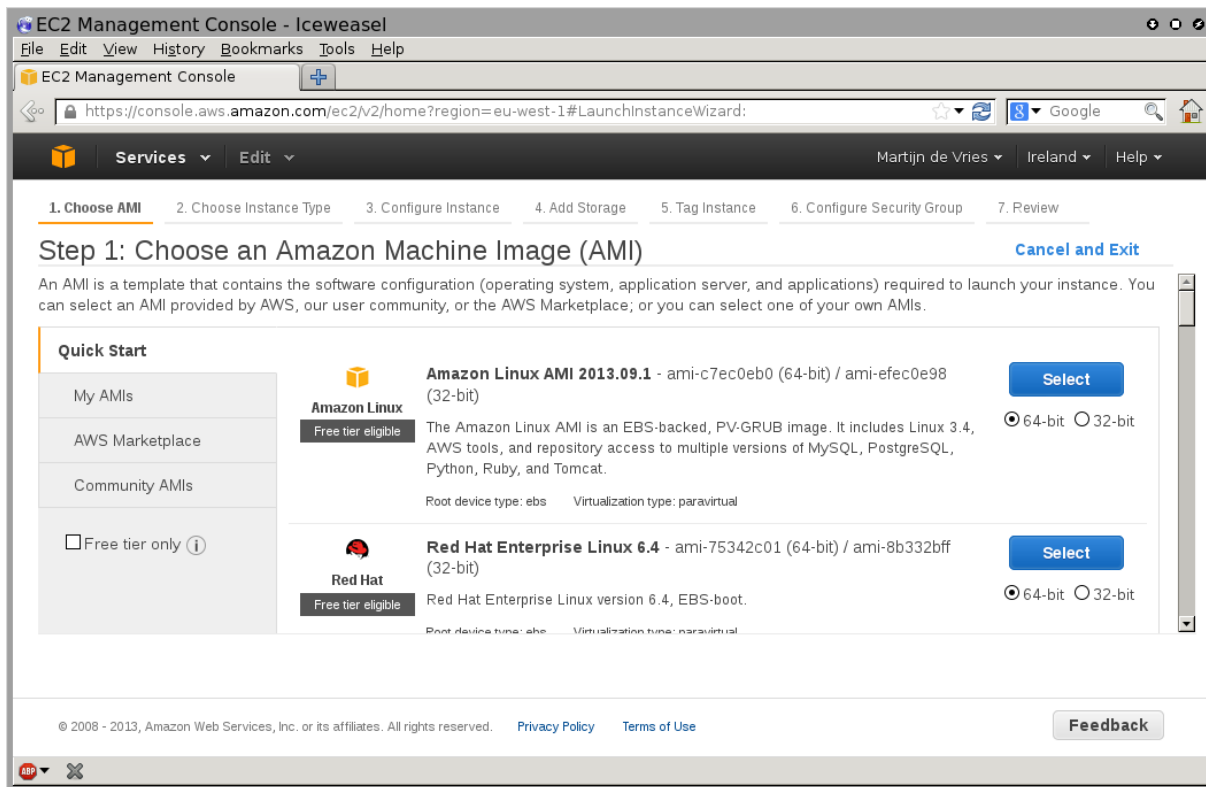 EC2 Management Console - Iceweasel
File Edit View History Bookmarks Tools Help
EC2 Management Console
https://console.aws.amazon.com/ec2/v2/home?region=eu-west-1#LaunchInstanceWizard:
8 Google
Services Edit Martijn de Vries Ireland Help
1. Choose AMI 2. Choose Instance Type 3. Configure Instance 4. Add Storage 5. Tag Instance 6. Configure Security Group 7. Review
Step 1: Choose an Amazon Machine Image (AMI)
Cancel and Exit
An AMI is a template that contains the software configuration (operating system, application server, and applications) required to launch your instance. You
can select an AMI provided by AWS, our user community, or the AWS Marketplace; or you can select one of your own AMIs.
Quick Start
My AMIs
AWS Marketplace
Community AMIs
Free tier only i
Amazon Linux
Free tier eligible
Amazon Linux AMI 2013.09.1 - ami-c7ec0eb0 (64-bit) / ami-efec0e98
(32-bit)
The Amazon Linux AMI is an EBS-backed, PV-GRUB image. It includes Linux 3.4,
AWS tools, and repository access to multiple versions of MySQL, PostgreSQL,
Python, Ruby, and Tomcat.
Root device type: ebs Virtualization type: paravirtual
Select
64-bit 32-bit
Red Hat
Free tier eligible
Red Hat Enterprise Linux 6.4 - ami-75342c01 (64-bit) / ami-8b332bff
(32-bit)
Red Hat Enterprise Linux version 6.4, EBS-boot.
Root device type: ebs Virtualization type: paravirtual
Select
64-bit 32-bit
© 2008 - 2013, Amazon Web Services, Inc. or its affiliates. All rights reserved. Privacy Policy Terms of Use
Feedback
ABP